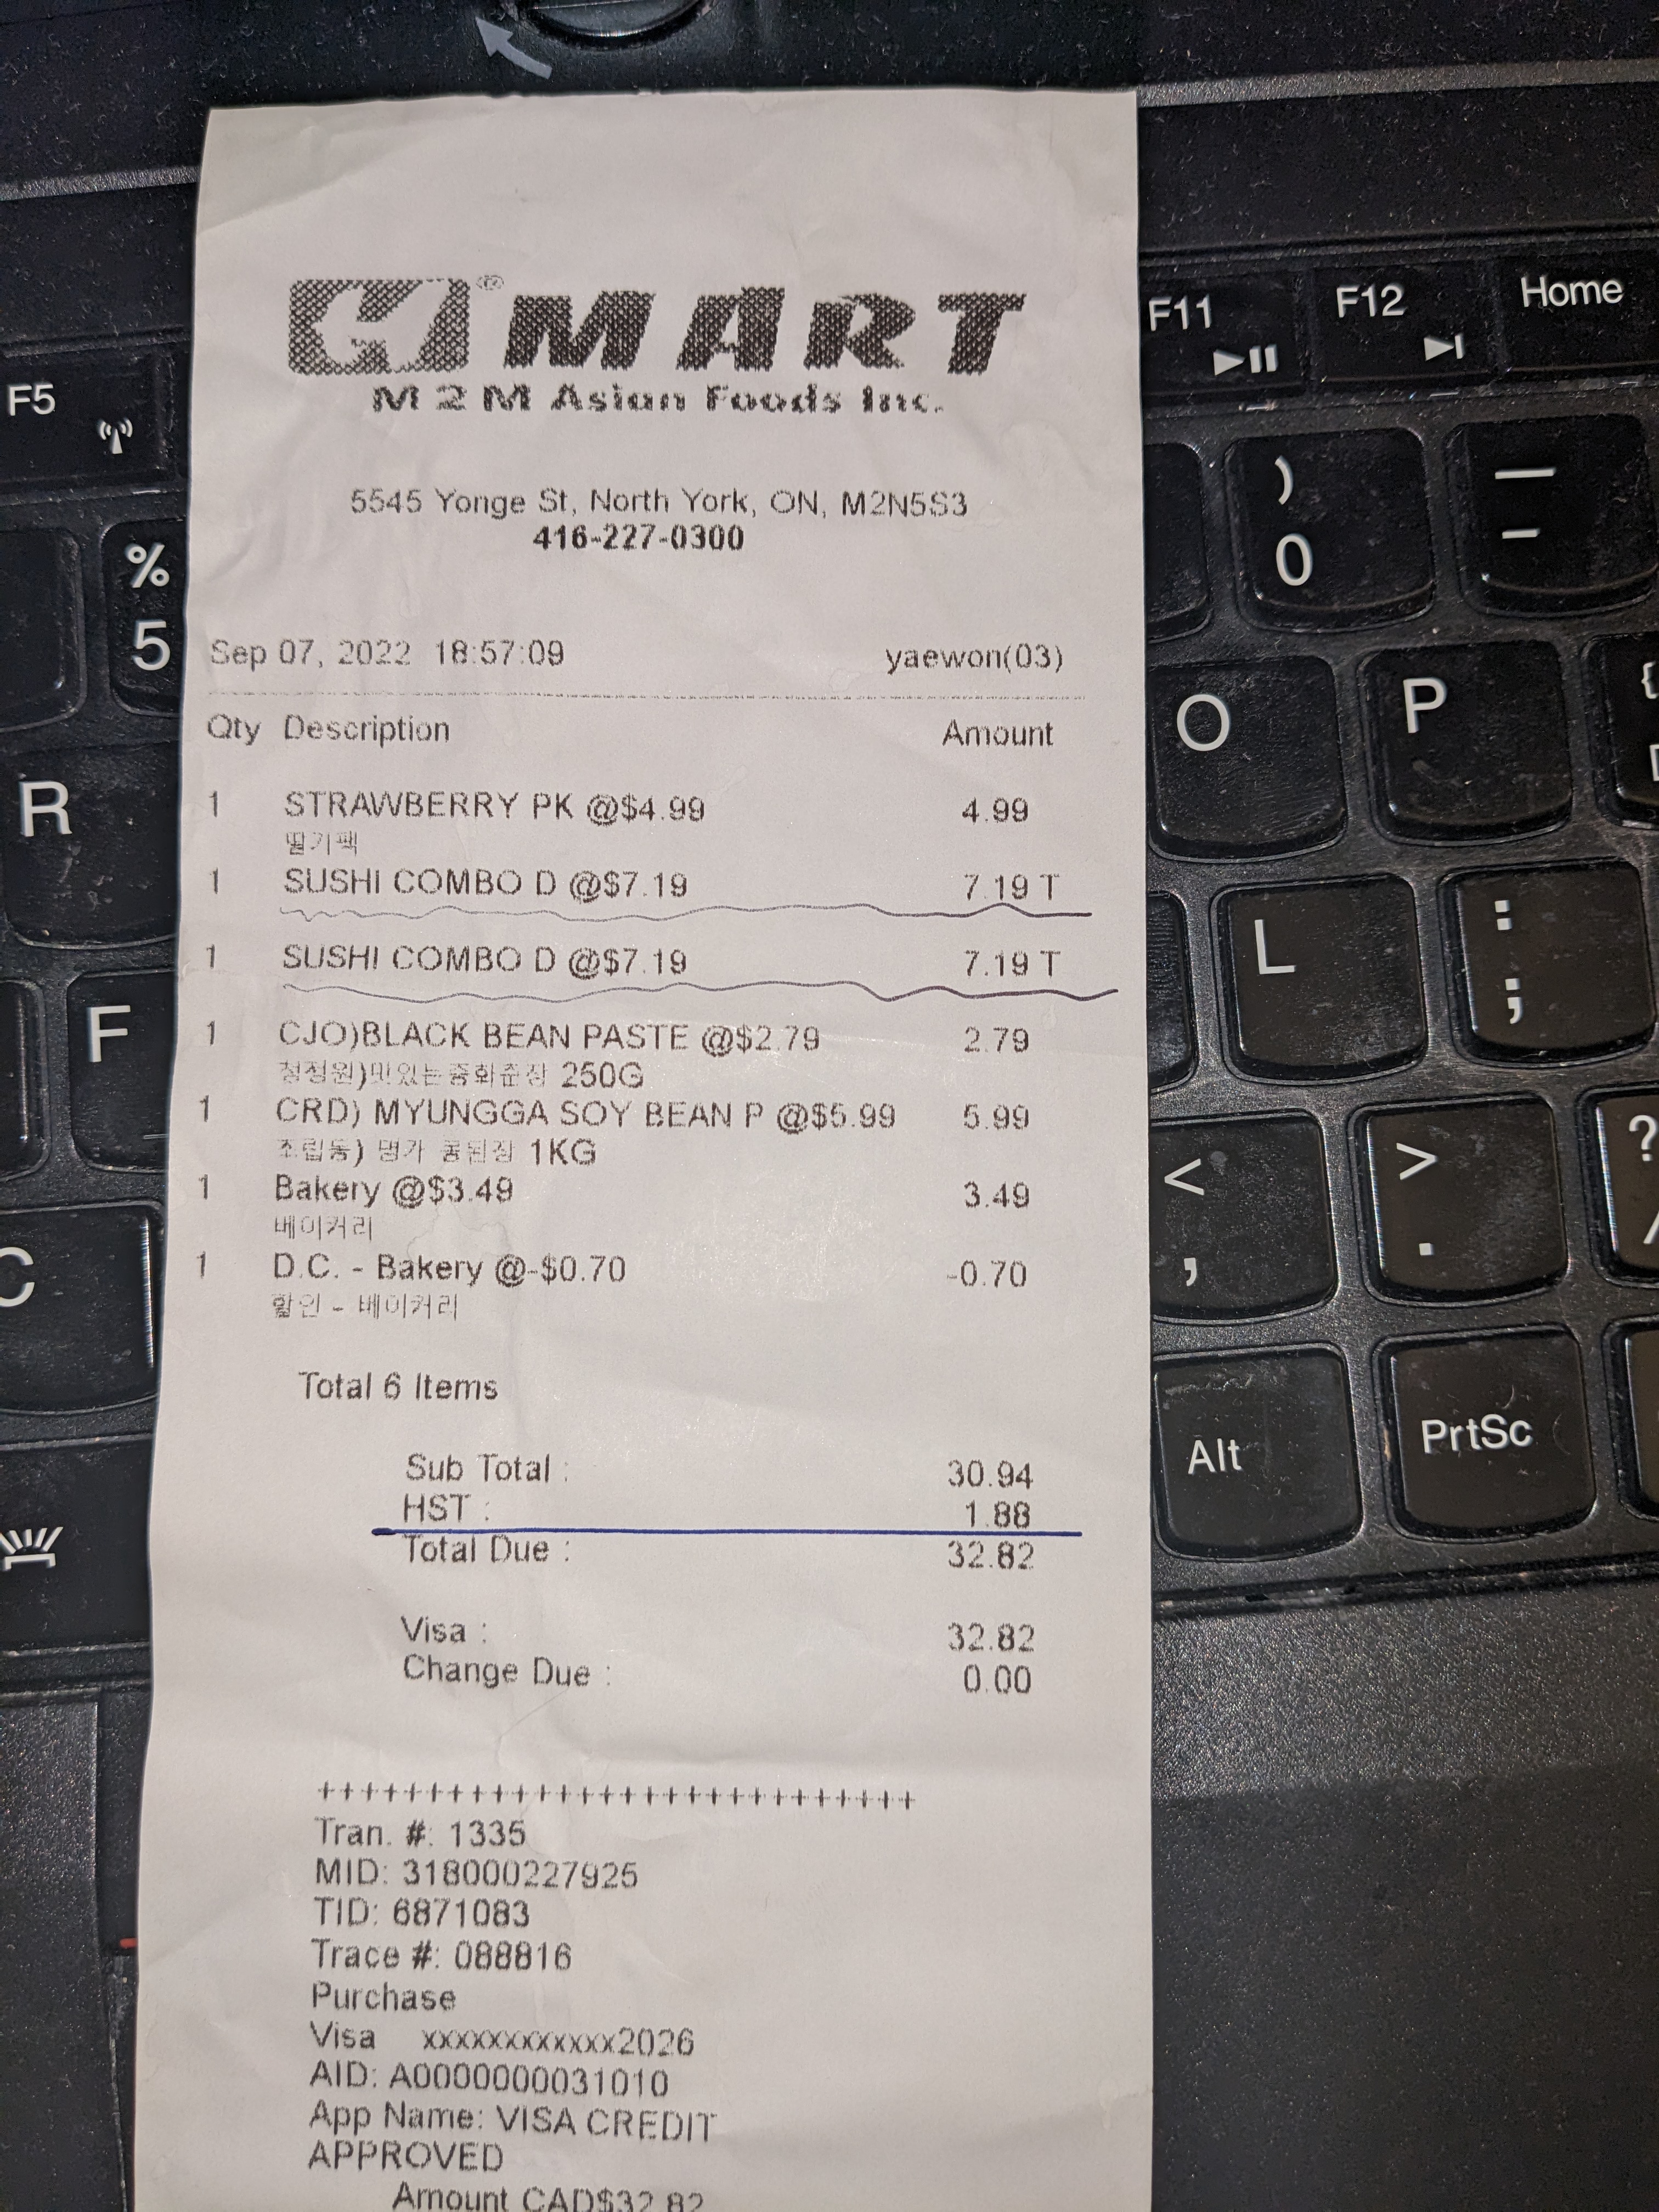 H® MART
M 2 M Asian Foods Inc.
5545 Yonge St, North York, ON, M2N5S3
416-227-0300
Sep 07, 2022 18:57:09 yaewon(03)
Qty Description Amount
1 STRAWBERRY PK @$4.99 4.99
딸기팩
1 SUSHI COMBO D @$7.19 7.19 T
1 SUSHI COMBO D @$7.19 7.19 T
1 CJO)BLACK BEAN PASTE @$2.79 2.79
청정원)맛있는중화춘장 250G
1 CRD) MYUNGGA SOY BEAN P @$5.99 5.99
조립동) 명가 콩된장 1KG
1 Bakery @$3.49 3.49
베이커리
1 D.C. - Bakery @-$0.70 -0.70
할인 - 베이커리
Total 6 Items
Sub Total : 30.94
HST : 1.88
Total Due : 32.82
Visa : 32.82
Change Due : 0.00
++++++++++++++++++++++++++++
Tran. #: 1335
MID: 318000227925
TID: 6871083
Trace #: 088816
Purchase
Visa xxxxxxxxxxxx2026
AID: A0000000031010
App Name: VISA CREDIT
APPROVED
Amount CAD$32.82
F5
% 5
R
F
C
F11
F12
Home
) 0
— –
O
P
{
L
: ;
< ,
> .
? /
Alt
PrtSc